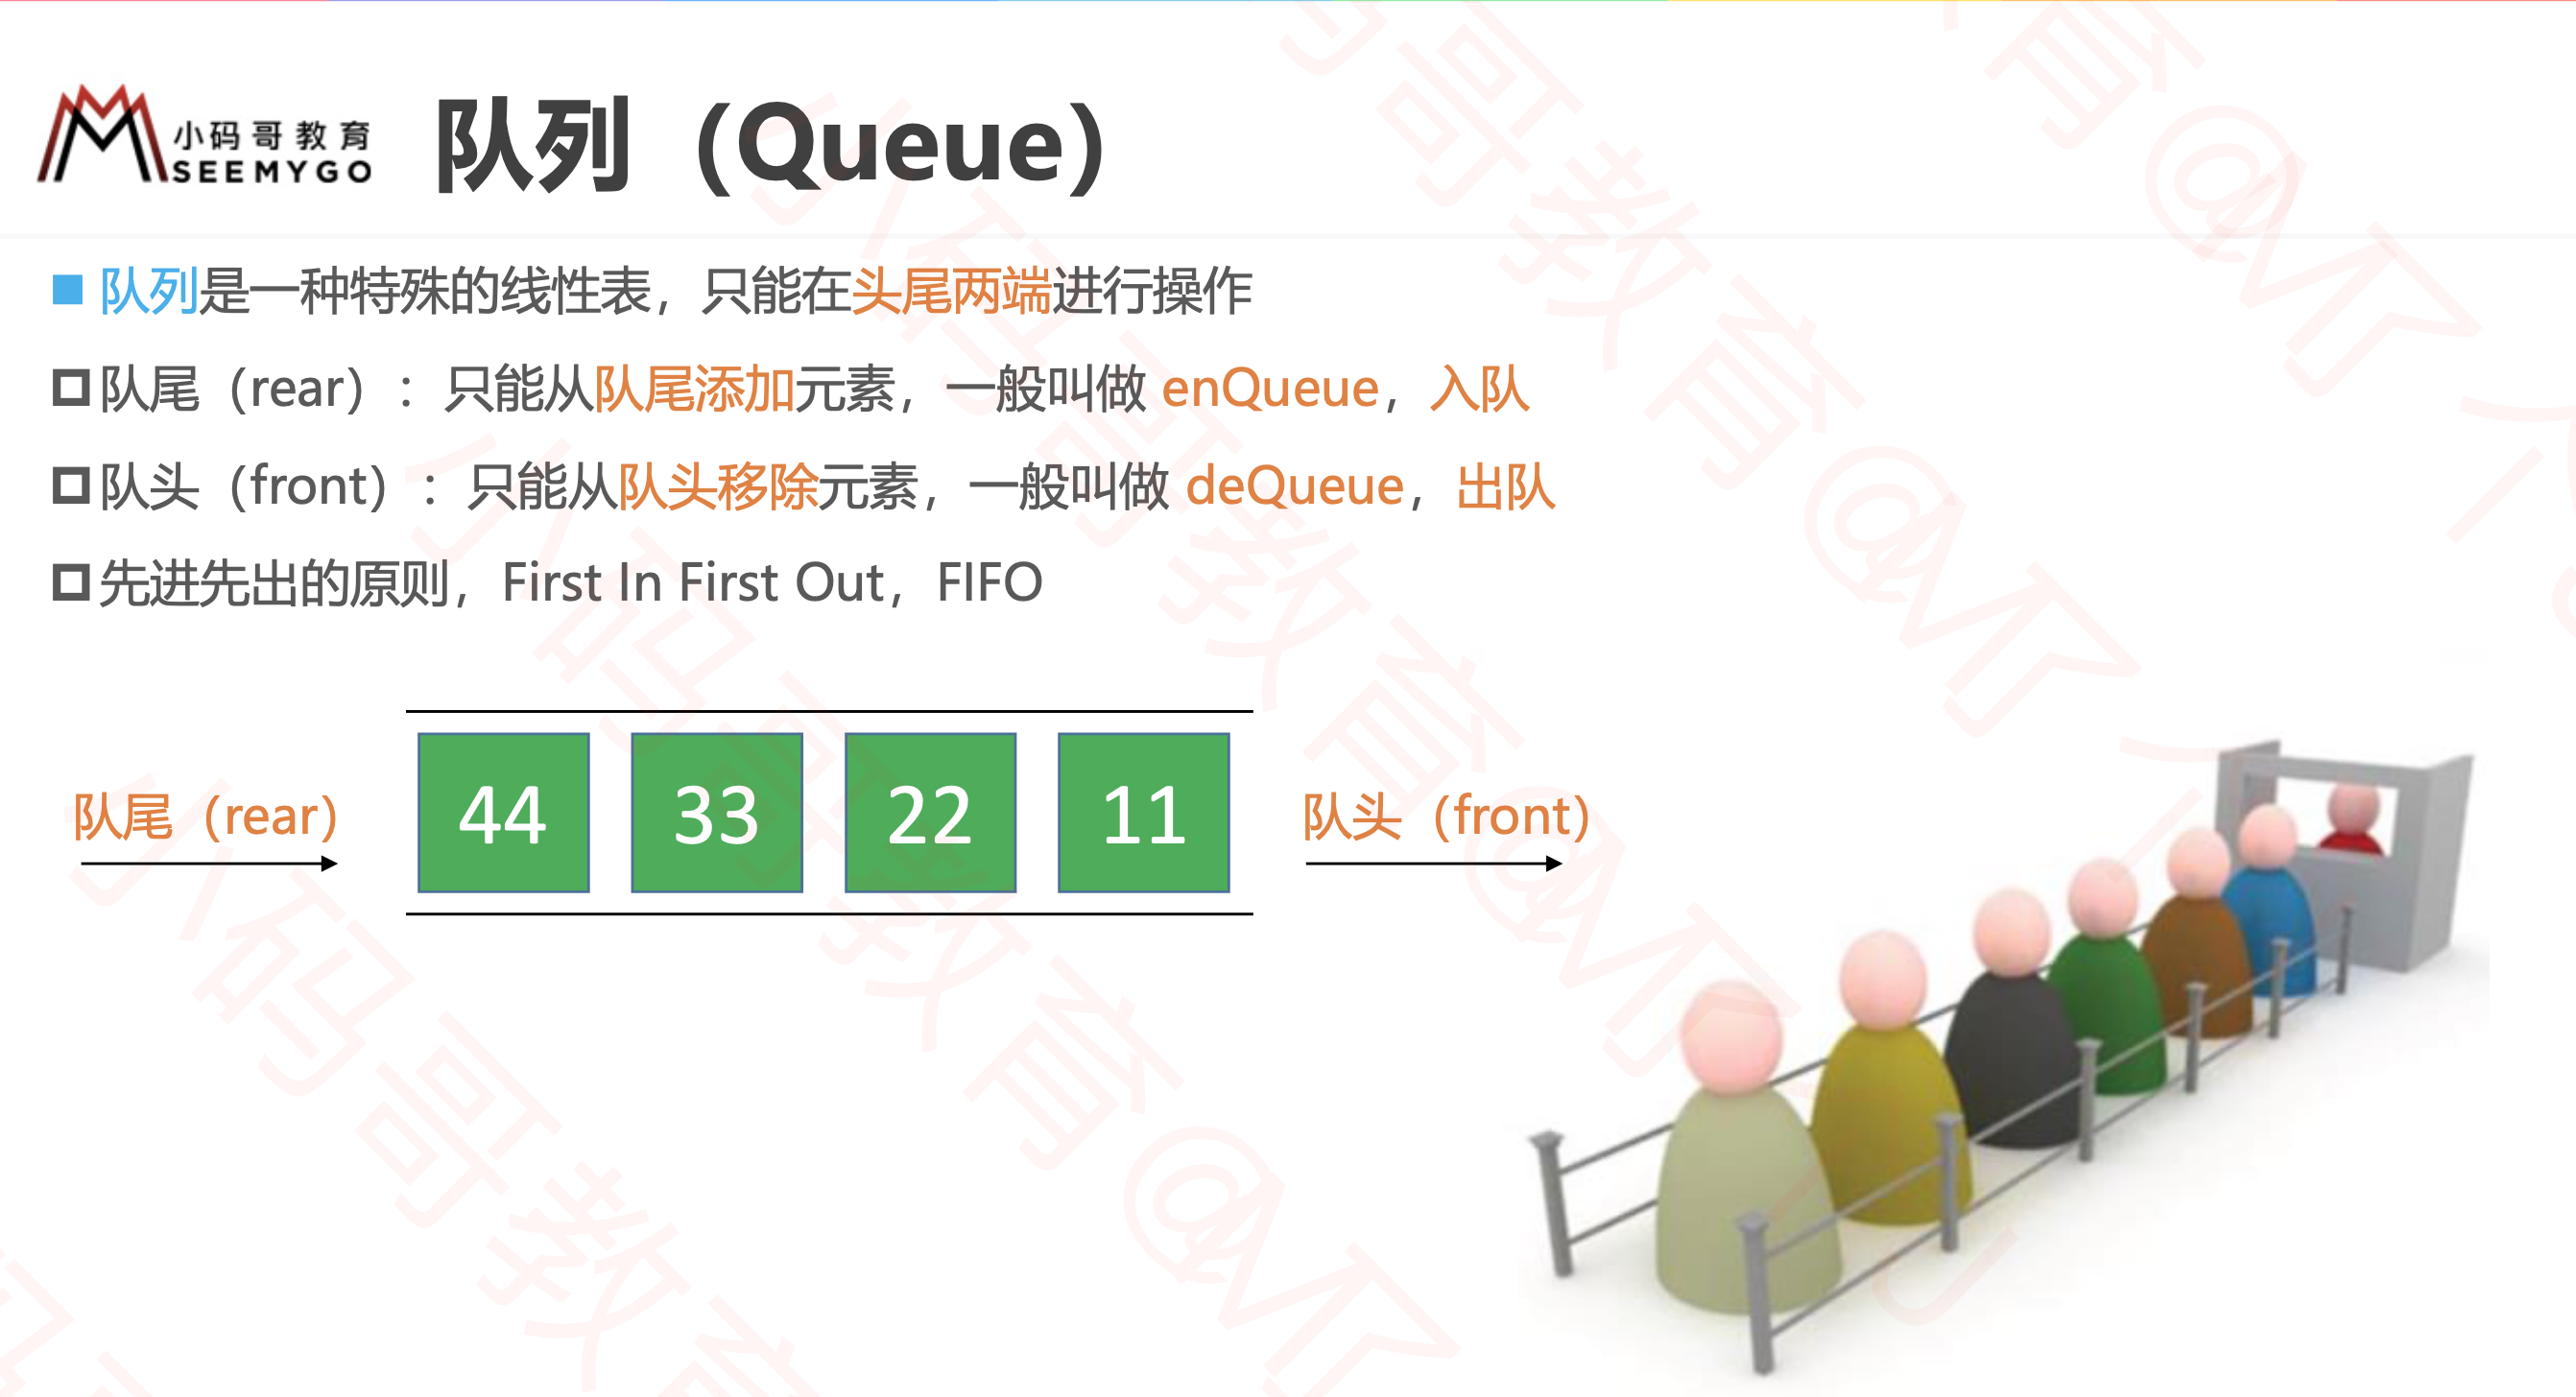 小码哥教育
SEEMYGO
队列（Queue）
队列是一种特殊的线性表，只能在头尾两端进行操作
队尾（rear）：只能从队尾添加元素，一般叫做 enQueue，入队
队头（front）：只能从队头移除元素，一般叫做 deQueue，出队
先进先出的原则，First In First Out，FIFO
队尾（rear） 44 33 22 11 队头（front）